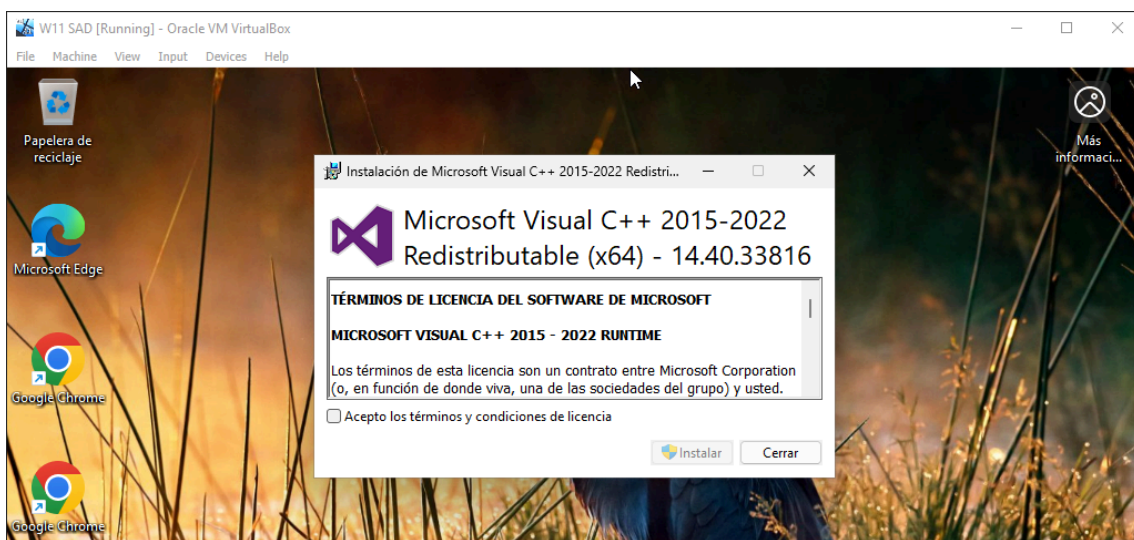 W11 SAD [Running] - Oracle VM VirtualBox
File Machine View Input Devices Help
Papelera de
reciclaje
Más
informaci...
Microsoft Edge
Google Chrome
Google Chrome
Instalación de Microsoft Visual C++ 2015-2022 Redistri...
Microsoft Visual C++ 2015-2022
Redistributable (x64) - 14.40.33816
TÉRMINOS DE LICENCIA DEL SOFTWARE DE MICROSOFT
MICROSOFT VISUAL C++ 2015 - 2022 RUNTIME
Los términos de esta licencia son un contrato entre Microsoft Corporation
(o, en función de donde viva, una de las sociedades del grupo) y usted.
Acepto los términos y condiciones de licencia
Instalar
Cerrar